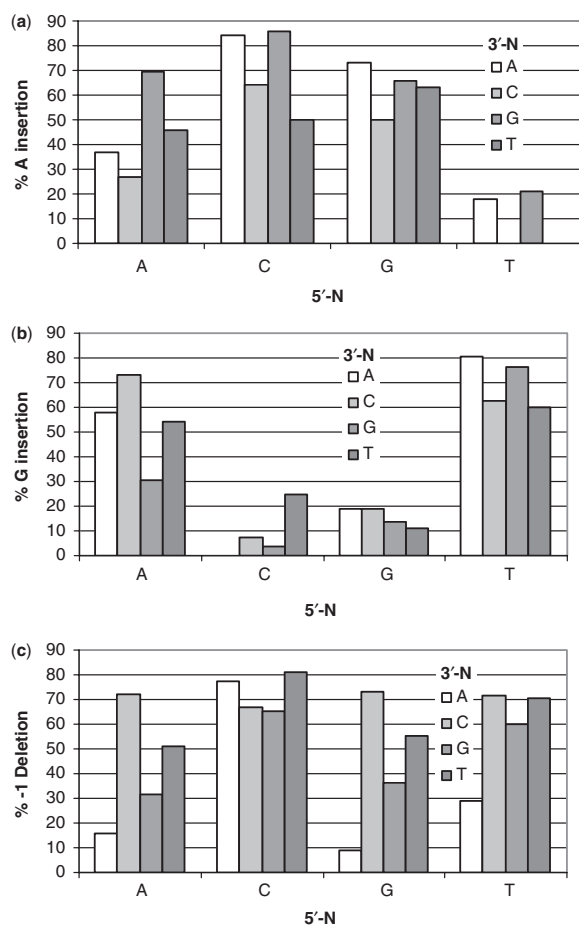 (a)
% A insertion
90
80
70
60
50
40
30
20
10
0
3′-N
A
C
G
T
A C G T
5′-N
(b)
% G insertion
90
80
70
60
50
40
30
20
10
0
3′-N
A
C
G
T
A C G T
5′-N
(c)
% -1 Deletion
90
80
70
60
50
40
30
20
10
0
3′-N
A
C
G
T
A C G T
5′-N